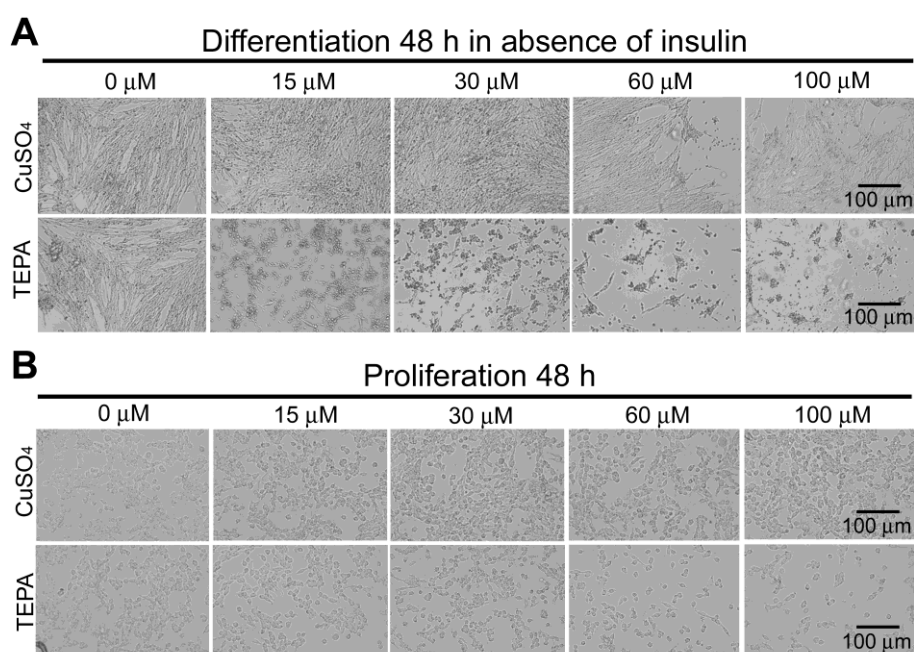 A
Differentiation 48 h in absence of insulin
0 μM 15 μM 30 μM 60 μM 100 μM
CuSO₄
100 μm
TEPA
100 μm
B
Proliferation 48 h
0 μM 15 μM 30 μM 60 μM 100 μM
CuSO₄
100 μm
TEPA
100 μm